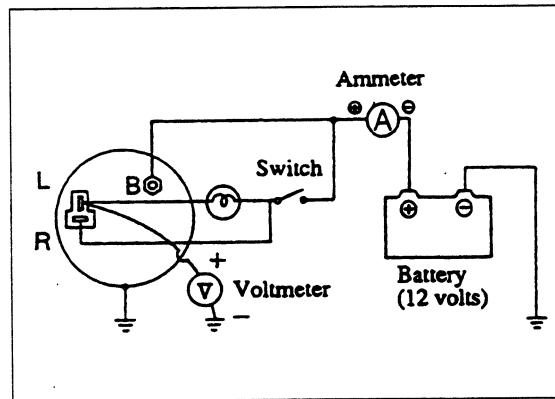 Ammeter
⊕ ⊖
A
L
B
Switch
R
+
V
Voltmeter
−
⊕ ⊖
Battery
(12 volts)